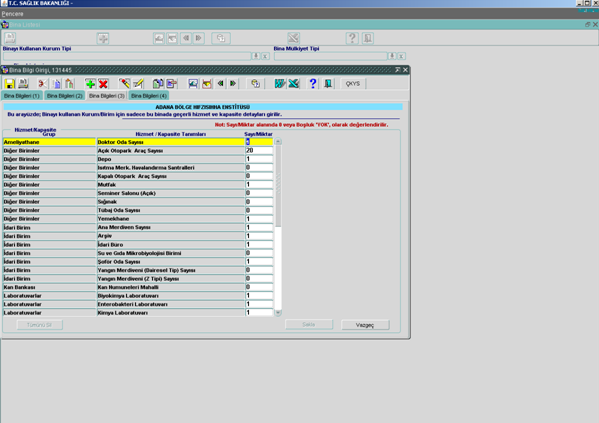 T.C. SAĞLIK BAKANLIĞI -
Pencere
Bina Listesi
Binayı Kullanan Kurum Tipi
Bina Mülkiyet Tipi
Bina Bilgi Girişi, 131445
ÇKYS
Bina Bilgileri (1) Bina Bilgileri (2) Bina Bilgileri (3) Bina Bilgileri (4)
ADANA BÖLGE HIFZISIHHA ENSTİTÜSÜ
Bu arayüzde; Binayı kullanan Kurum/Birim için sadece bu binada geçerli hizmet ve kapasite detayları girilir.
Not: Sayı/Miktar alanında 0 veya Boşluk "YOK", olarak değerlendirilir.
Hizmet/Kapasite
Grup Hizmet / Kapasite Tanımları Sayı/Miktar
Ameliyathane Doktor Oda Sayısı
Diğer Birimler Açık Otopark Araç Sayısı 20
Diğer Birimler Depo 1
Diğer Birimler Isıtma Merk. Havalandırma Santralleri 0
Diğer Birimler Kapalı Otopark Araç Sayısı 0
Diğer Birimler Mutfak 1
Diğer Birimler Seminer Salonu (Açık) 0
Diğer Birimler Sığınak 0
Diğer Birimler Tübaj Oda Sayısı 0
Diğer Birimler Yemekhane 1
İdari Birim Ana Merdiven Sayısı 1
İdari Birim Arşiv 1
İdari Birim İdari Büro 1
İdari Birim Su ve Gıda Mikrobiyolojisi Birimi 0
İdari Birim Şoför Oda Sayısı 1
İdari Birim Yangın Merdiveni (Dairesel Tip) Sayısı 0
İdari Birim Yangın Merdiveni (Z Tipi) Sayısı 0
Kan Bankası Kan Numuneleri Mahalli 0
Laboratuvarlar Biyokimya Laboratuvarı 1
Laboratuvarlar Enterobakteri Laboratuvarı 1
Laboratuvarlar Kimya Laboratuvarı 1
Tümünü Sil Sakla Vazgeç